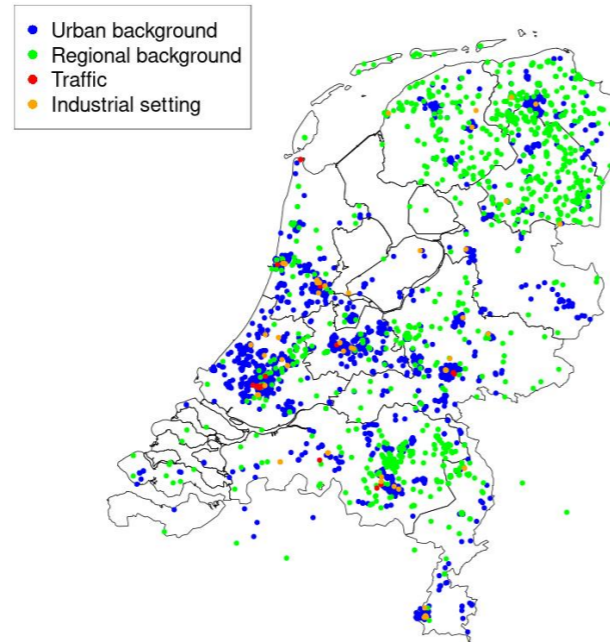 Urban background
Regional background
Traffic
Industrial setting